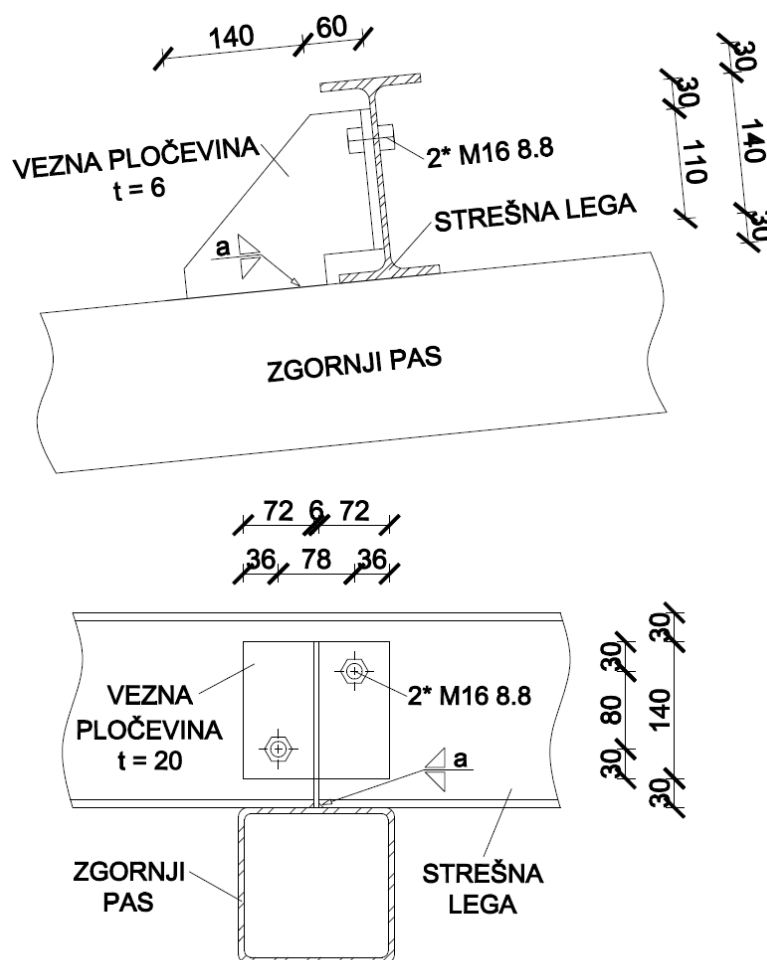 140
60
30
140
30
30
110
VEZNA PLOČEVINA
t = 6
2* M16 8.8
STREŠNA LEGA
a
ZGORNJI PAS
72 6 72
36 78 36
VEZNA
PLOČEVINA
t = 20
2* M16 8.8
30
80
30
30
140
30
a
ZGORNJI
PAS
STREŠNA
LEGA